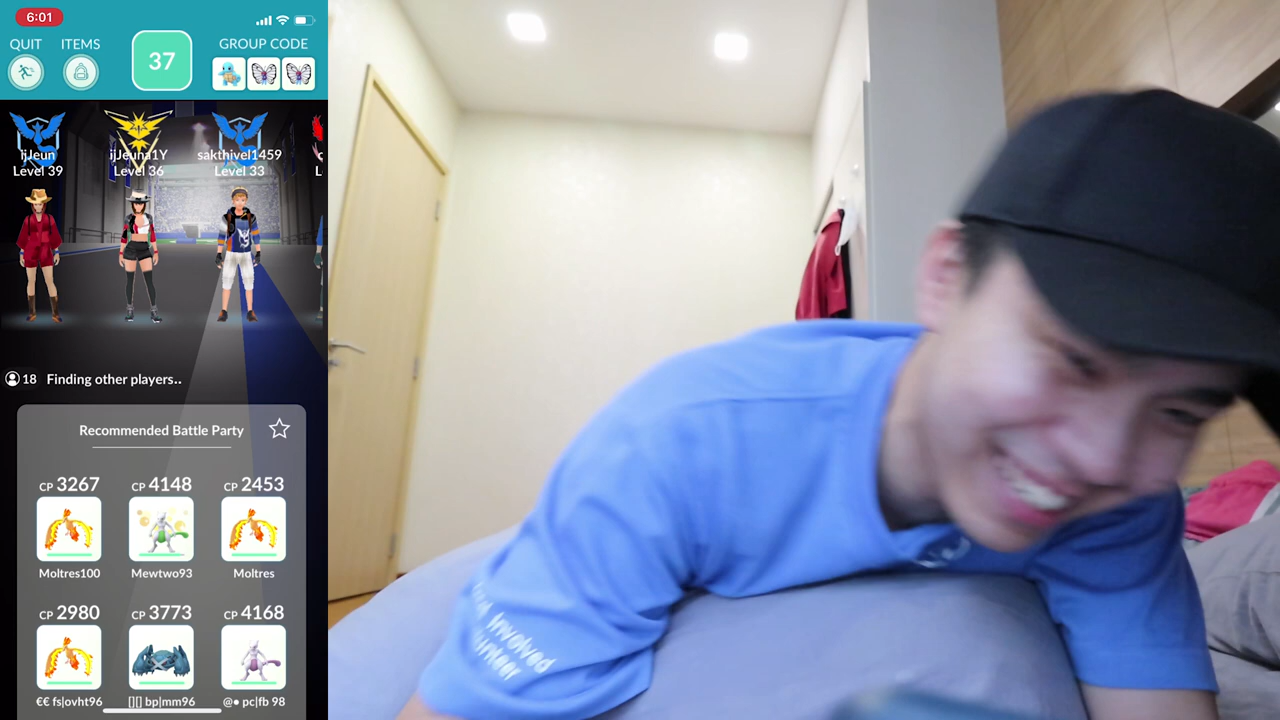 6:01
QUIT ITEMS 37 GROUP CODE
ijJeun
Level 39
ijJeuna1Y
Level 36
sakthivel1459
Level 33
L
18 Finding other players..
Recommended Battle Party
CP 3267 CP 4148 CP 2453
Moltres100 Mewtwo93 Moltres
CP 2980 CP 3773 CP 4168
€€ fs|ovht96 [][] bp|mm96 @● pc|fb 98
Involved